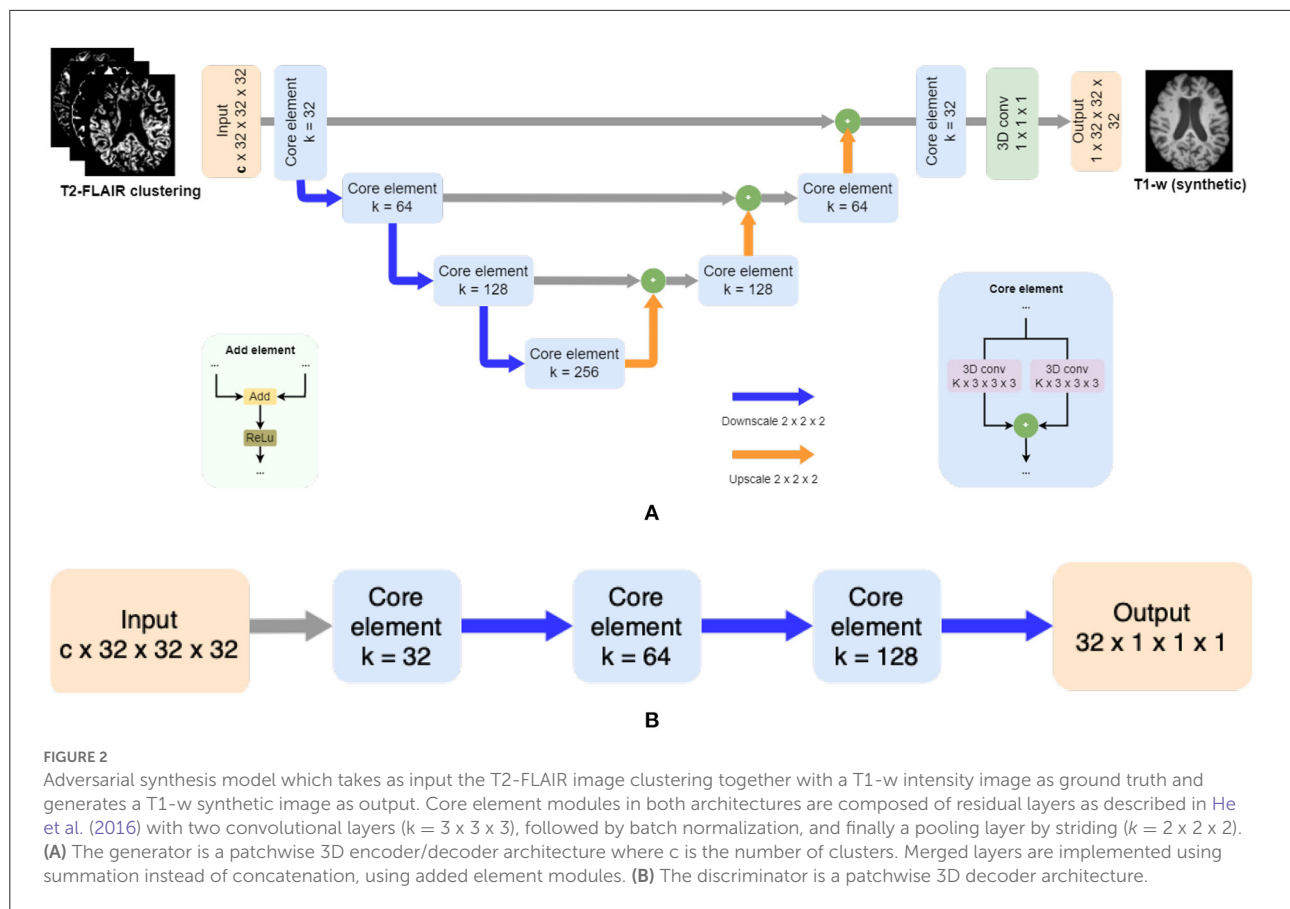 T2-FLAIR clustering
Input
c x 32 x 32 x 32
Core element
k = 32
Core element
k = 64
Core element
k = 128
Core element
k = 256
+
Core element
k = 128
+
Core element
k = 64
+
Core element
k = 32
3D conv
1 x 1 x 1
Output
1 x 32 x 32 x
32
T1-w (synthetic)
Add element
...
...
Add
ReLu
...
Downscale 2 x 2 x 2
Upscale 2 x 2 x 2
Core element
...
3D conv
K x 3 x 3 x 3
3D conv
K x 3 x 3 x 3
+
...
A
Input
c x 32 x 32 x 32
Core
element
k = 32
Core
element
k = 64
Core
element
k = 128
Output
32 x 1 x 1 x 1
B
FIGURE 2
Adversarial synthesis model which takes as input the T2-FLAIR image clustering together with a T1-w intensity image as ground truth and
generates a T1-w synthetic image as output. Core element modules in both architectures are composed of residual layers as described in He
et al. (2016) with two convolutional layers (k = 3 x 3 x 3), followed by batch normalization, and finally a pooling layer by striding (k = 2 x 2 x 2).
(A) The generator is a patchwise 3D encoder/decoder architecture where c is the number of clusters. Merged layers are implemented using
summation instead of concatenation, using added element modules. (B) The discriminator is a patchwise 3D decoder architecture.